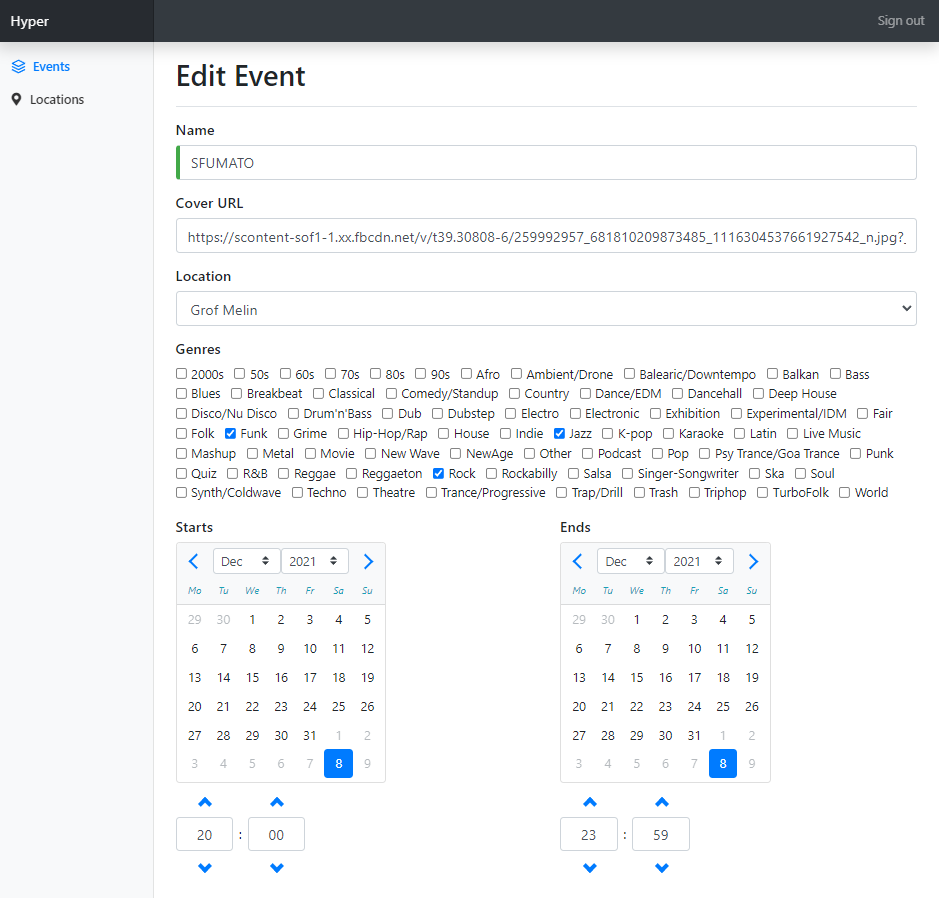 Hyper
Sign out
Events
Locations
Edit Event
Name
SFUMATO
Cover URL
https://scontent-sof1-1.xx.fbcdn.net/v/t39.30808-6/259992957_681810209873485_1116304537661927542_n.jpg?_
Location
Grof Melin
Genres
2000s 50s 60s 70s 80s 90s Afro Ambient/Drone Balearic/Downtempo Balkan Bass
Blues Breakbeat Classical Comedy/Standup Country Dance/EDM Dancehall Deep House
Disco/Nu Disco Drum'n'Bass Dub Dubstep Electro Electronic Exhibition Experimental/IDM Fair
Folk Funk Grime Hip-Hop/Rap House Indie Jazz K-pop Karaoke Latin Live Music
Mashup Metal Movie New Wave NewAge Other Podcast Pop Psy Trance/Goa Trance Punk
Quiz R&B Reggae Reggaeton Rock Rockabilly Salsa Singer-Songwriter Ska Soul
Synth/Coldwave Techno Theatre Trance/Progressive Trap/Drill Trash Triphop TurboFolk World
Starts
Dec 2021
Mo Tu We Th Fr Sa Su
29 30 1 2 3 4 5
6 7 8 9 10 11 12
13 14 15 16 17 18 19
20 21 22 23 24 25 26
27 28 29 30 31 1 2
3 4 5 6 7 8 9
20 : 00
Ends
Dec 2021
Mo Tu We Th Fr Sa Su
29 30 1 2 3 4 5
6 7 8 9 10 11 12
13 14 15 16 17 18 19
20 21 22 23 24 25 26
27 28 29 30 31 1 2
3 4 5 6 7 8 9
23 : 59